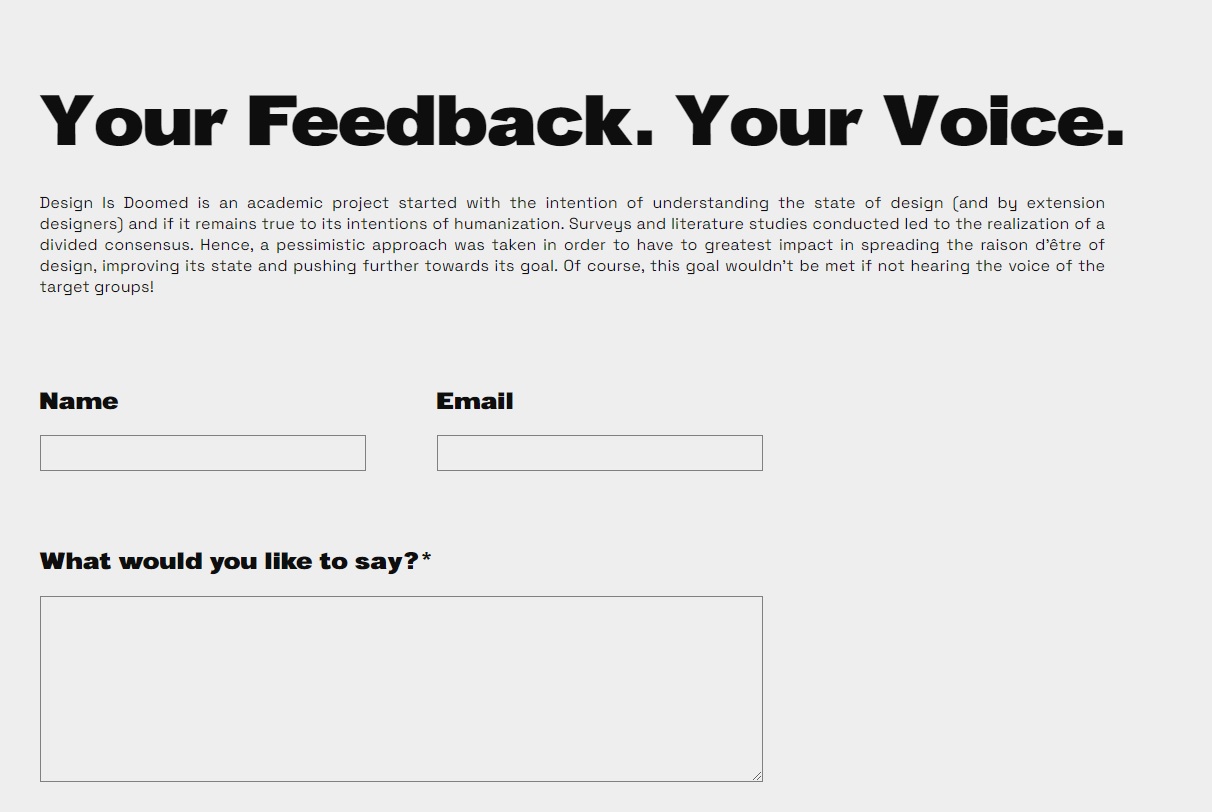 Your Feedback. Your Voice.
Design Is Doomed is an academic project started with the intention of understanding the state of design (and by extension
designers) and if it remains true to its intentions of humanization. Surveys and literature studies conducted led to the realization of a
divided consensus. Hence, a pessimistic approach was taken in order to have to greatest impact in spreading the raison d'être of
design, improving its state and pushing further towards its goal. Of course, this goal wouldn't be met if not hearing the voice of the
target groups!
Name
Email
What would you like to say?*